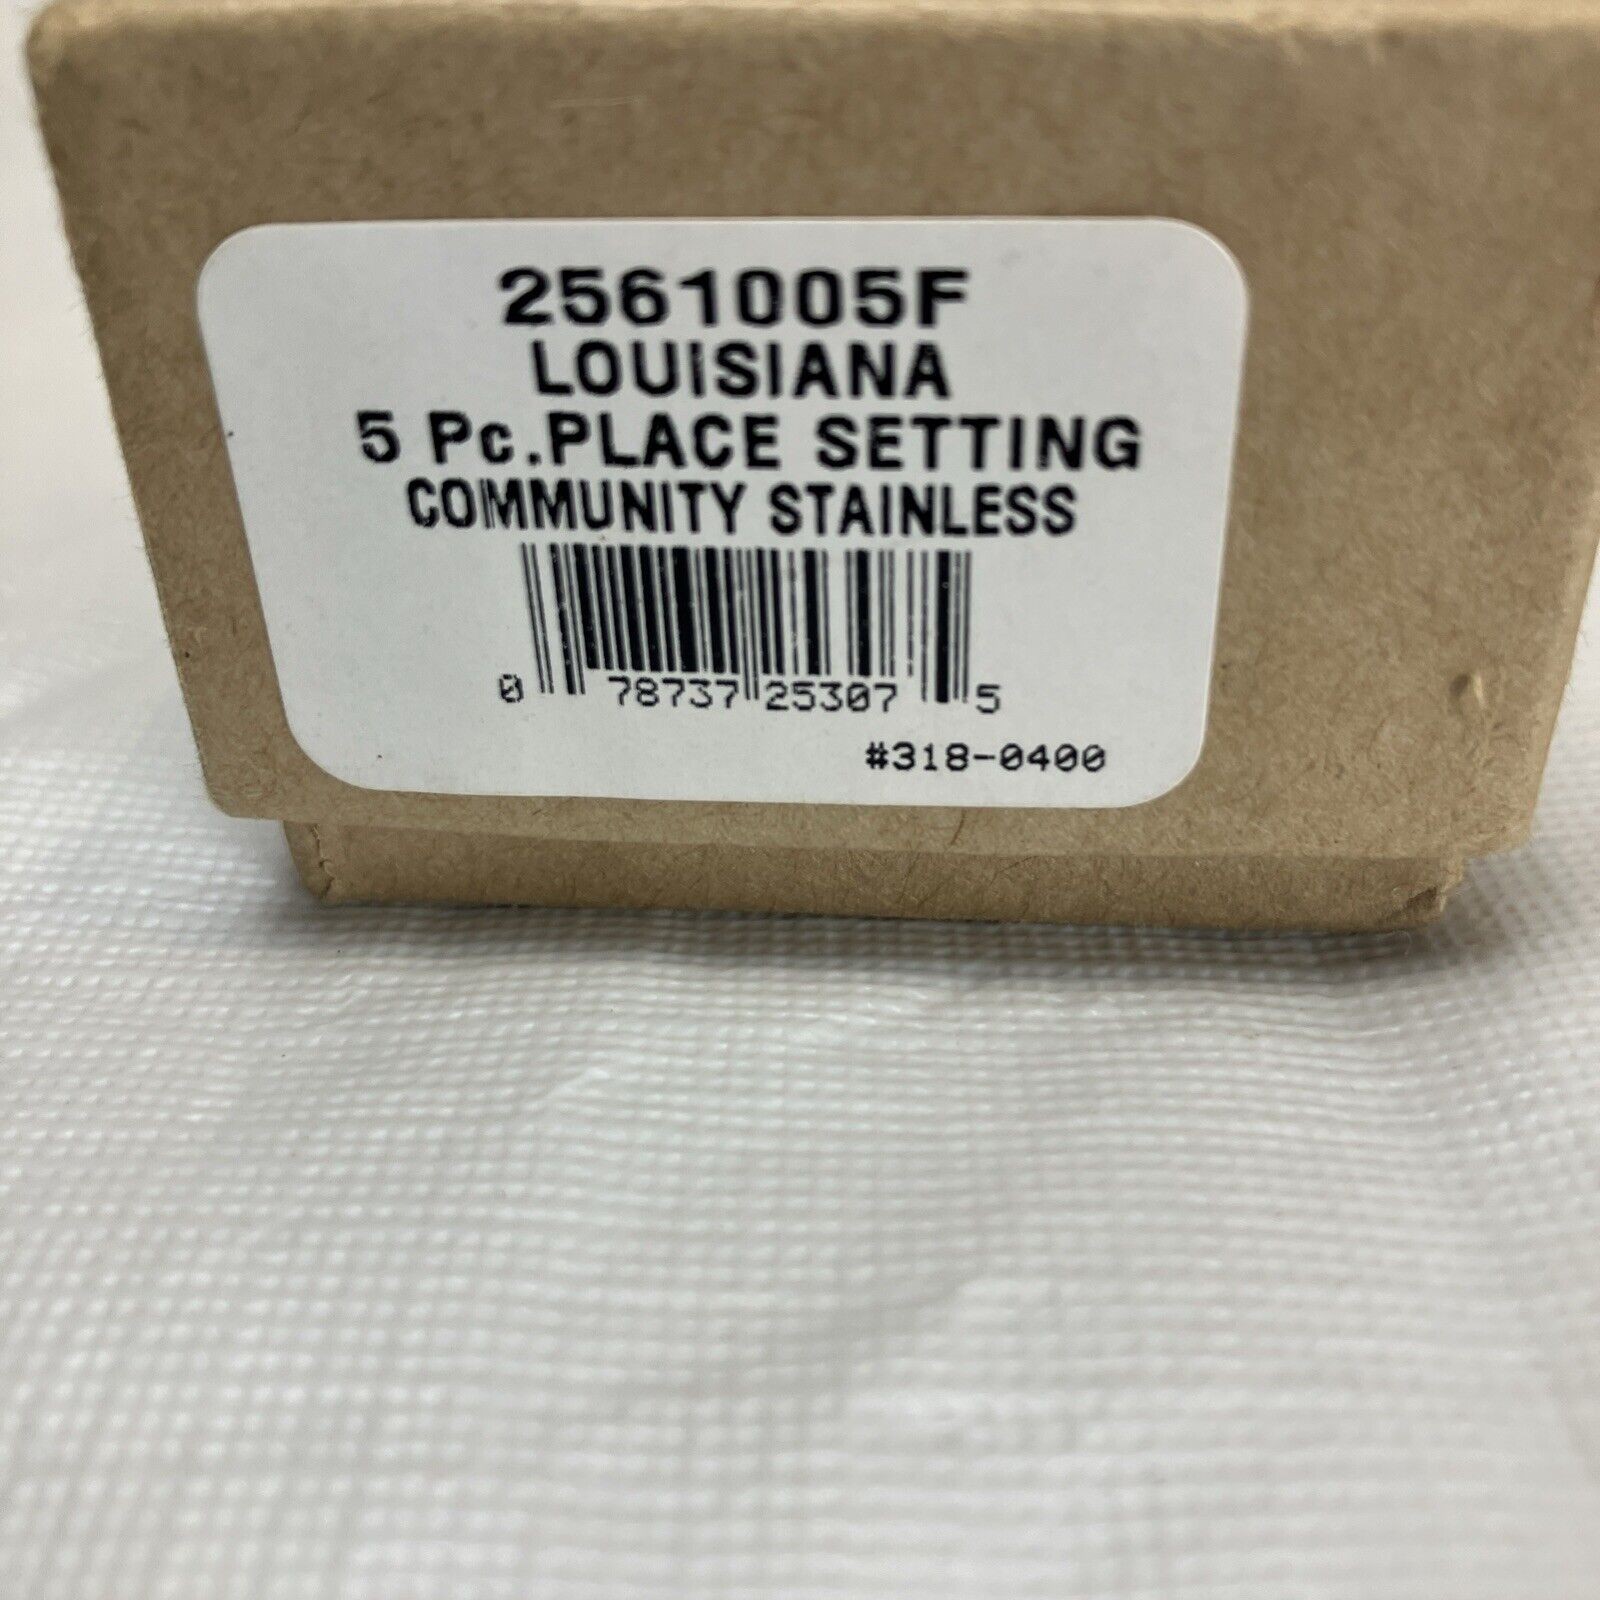 2561005F
LOUISIANA
5 Pc.PLACE SETTING
COMMUNITY STAINLESS
0 78737 25307 5
#318-0400